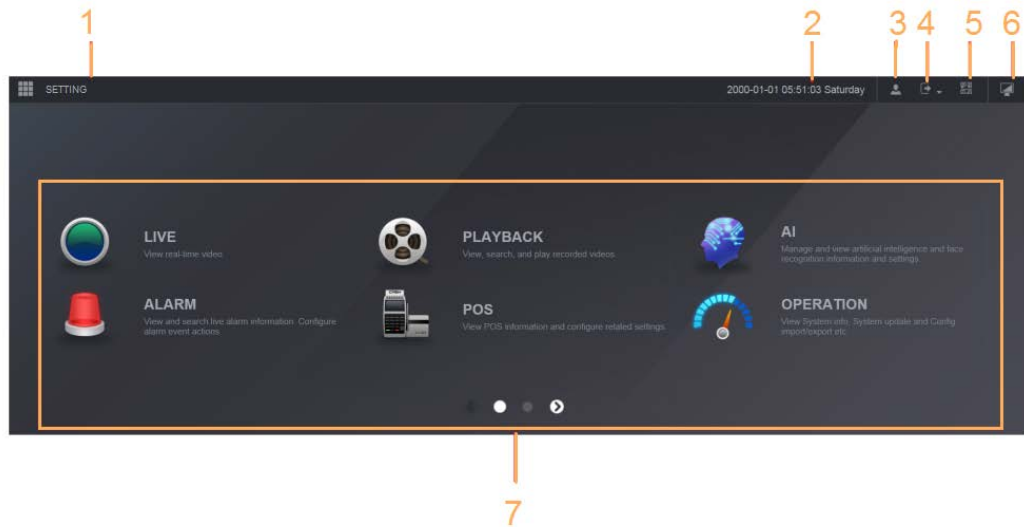 1 2 3 4 5 6
SETTING 2000-01-01 05:51:03 Saturday
LIVE
View real-time video.
PLAYBACK
View, search, and play recorded videos.
AI
Manage and view artificial intelligence and face
recognition information and settings.
ALARM
View and search live alarm information. Configure
alarm event actions.
POS
View POS information and configure related settings.
OPERATION
View System info, System update and Config
import/export etc.
7